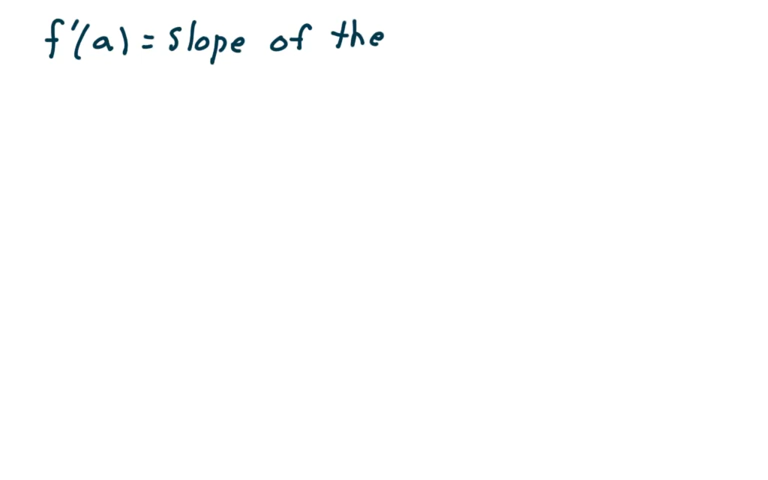 f'(a) = slope of the